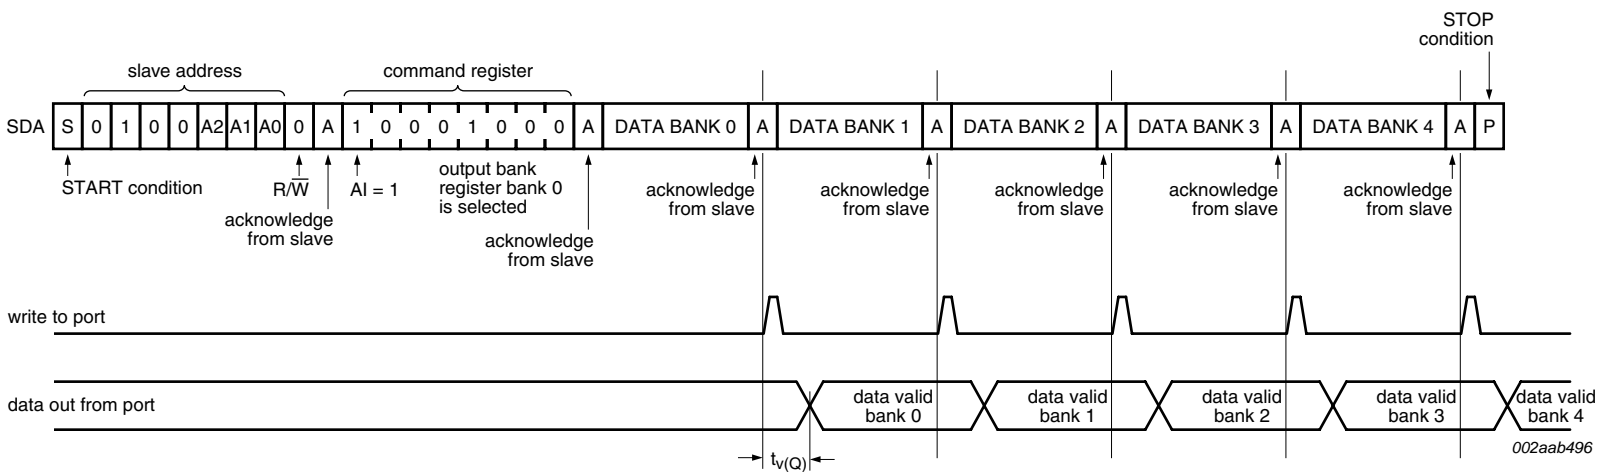 STOP
condition
slave address
command register
SDA S 0 1 0 0 A2 A1 A0 0 A 1 0 0 0 1 0 0 0 A DATA BANK 0 A DATA BANK 1 A DATA BANK 2 A DATA BANK 3 A DATA BANK 4 A P
START condition
R/W̅
acknowledge
from slave
AI = 1
output bank
register bank 0
is selected
acknowledge
from slave
acknowledge
from slave
acknowledge
from slave
acknowledge
from slave
acknowledge
from slave
acknowledge
from slave
write to port
data out from port
data valid
bank 0
data valid
bank 1
data valid
bank 2
data valid
bank 3
data valid
bank 4
tv(Q)
002aab496